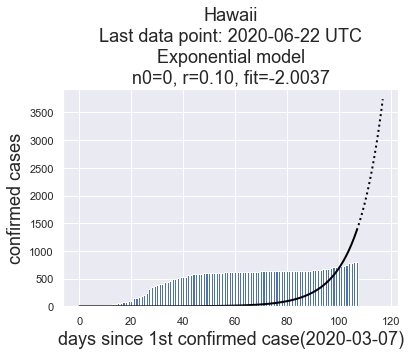 Hawaii
Last data point: 2020-06-22 UTC
Exponential model
n0=0, r=0.10, fit=-2.0037
confirmed cases
3500
3000
2500
2000
1500
1000
500
0
0 20 40 60 80 100 120
days since 1st confirmed case(2020-03-07)